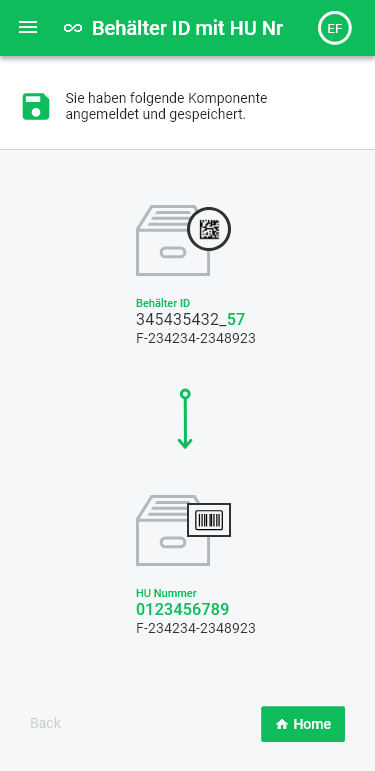 Behälter ID mit HU Nr
EF
Sie haben folgende Komponente
angemeldet und gespeichert.
Behälter ID
345435432_57
F-234234-2348923
HU Nummer
0123456789
F-234234-2348923
Back
Home